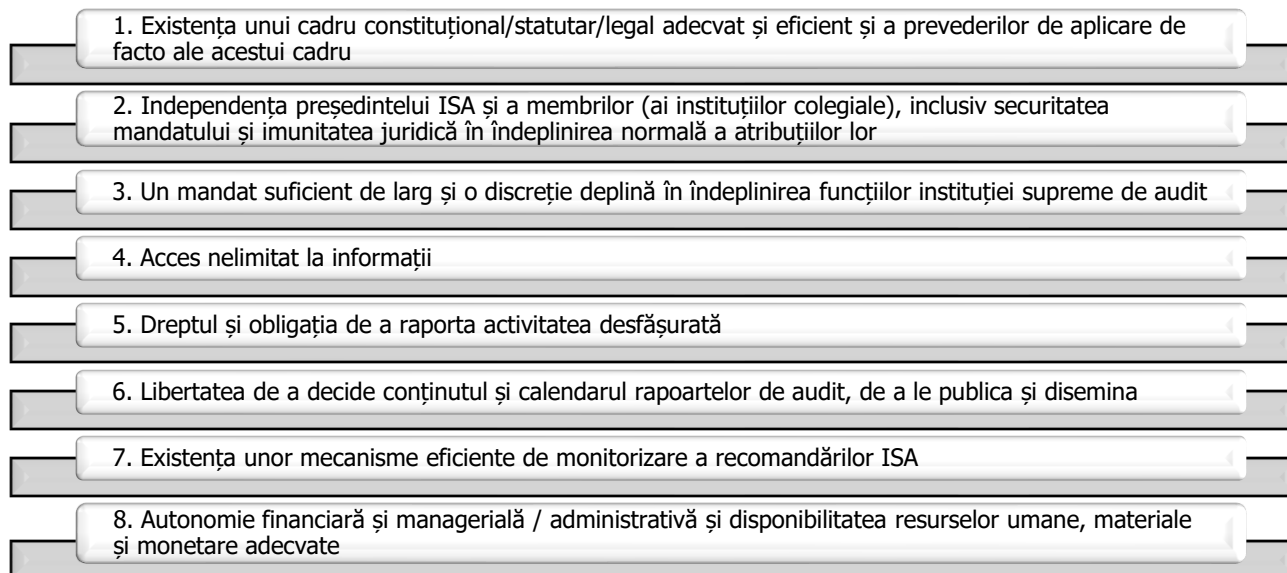 1. Existența unui cadru constituțional/statutar/legal adecvat și eficient și a prevederilor de aplicare de
facto ale acestui cadru
2. Independența președintelui ISA și a membrilor (ai instituțiilor colegiale), inclusiv securitatea
mandatului și imunitatea juridică în îndeplinirea normală a atribuțiilor lor
3. Un mandat suficient de larg și o discreție deplină în îndeplinirea funcțiilor instituției supreme de audit
4. Acces nelimitat la informații
5. Dreptul și obligația de a raporta activitatea desfășurată
6. Libertatea de a decide conținutul și calendarul rapoartelor de audit, de a le publica și disemina
7. Existența unor mecanisme eficiente de monitorizare a recomandărilor ISA
8. Autonomie financiară și managerială / administrativă și disponibilitatea resurselor umane, materiale
și monetare adecvate